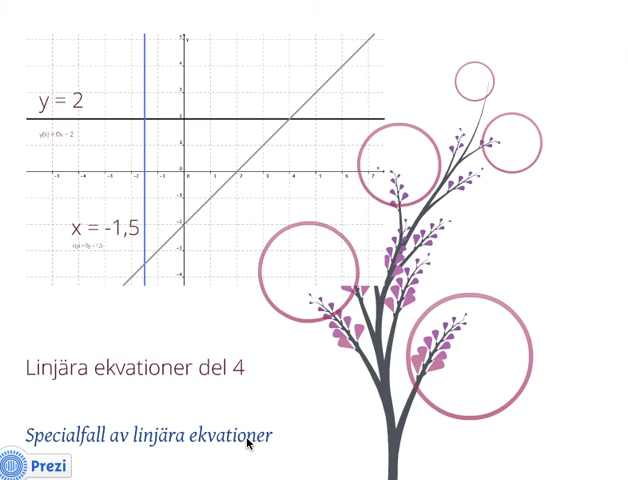 y = 2
x = -1,5
Linjära ekvationer del 4
Specialfall av linjära ekvationer
Prezi